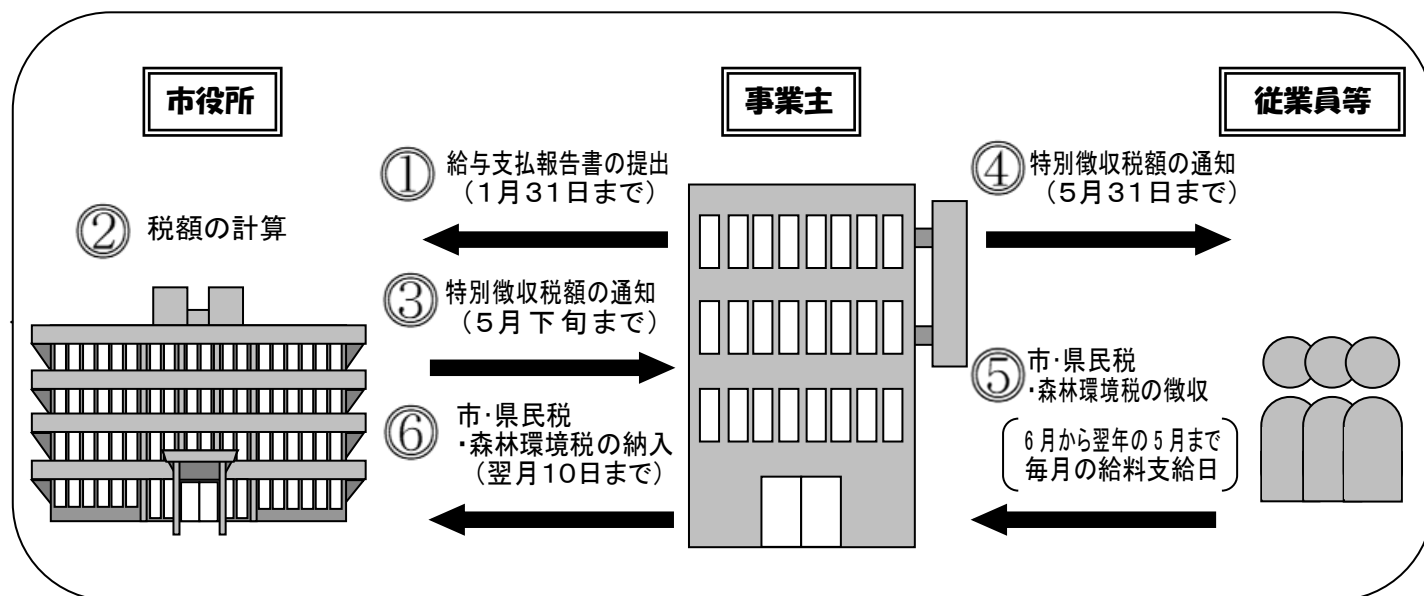 市役所
事業主
従業員等
① 給与支払報告書の提出
(1月31日まで)
② 税額の計算
③ 特別徴収税額の通知
(5月下旬まで)
④ 特別徴収税額の通知
(5月31日まで)
⑤ 市・県民税
・森林環境税の徴収
6月から翌年の5月まで
毎月の給料支給日
⑥ 市・県民税
・森林環境税の納入
(翌月10日まで)